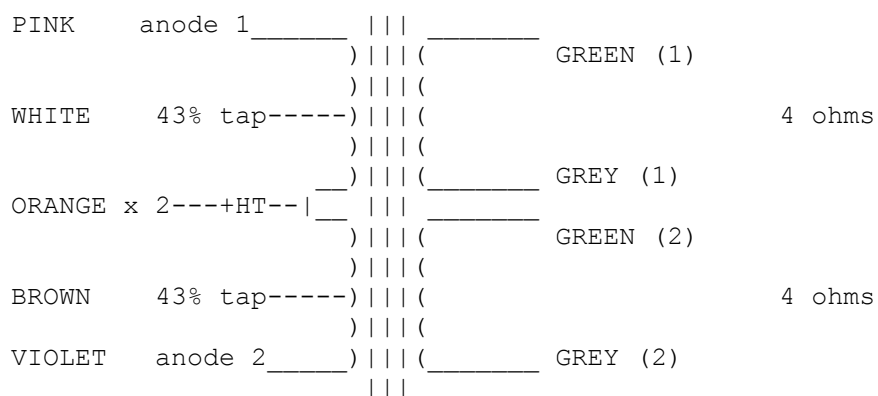 PINK anode 1
GREEN (1)
WHITE 43% tap 4 ohms
GREY (1)
ORANGE x 2---+HT--
GREEN (2)
BROWN 43% tap 4 ohms
VIOLET anode 2 GREY (2)